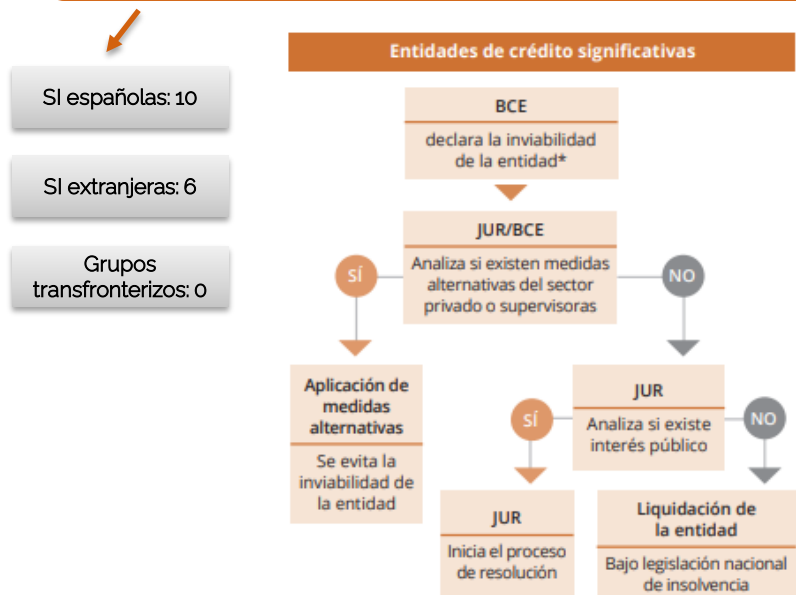 SI españolas: 10
SI extranjeras: 6
Grupos
transfronterizos: 0
Entidades de crédito significativas
BCE
declara la inviabilidad
de la entidad*
JUR/BCE
Analiza si existen medidas
alternativas del sector
privado o supervisoras
SÍ
NO
Aplicación de
medidas
alternativas
Se evita la
inviabilidad de
la entidad
JUR
Analiza si existe
interés público
SÍ
NO
JUR
Inicia el proceso
de resolución
Liquidación de
la entidad
Bajo legislación nacional
de insolvencia